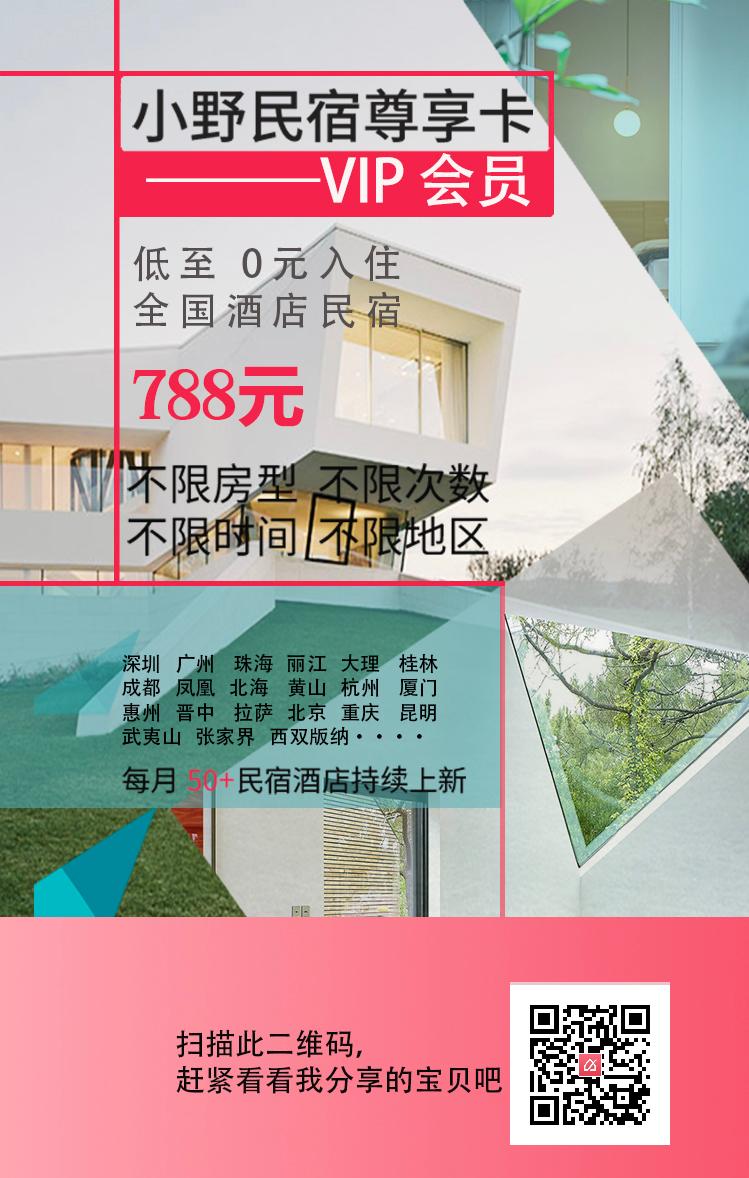 小野民宿尊享卡
————VIP 会员
低至 0元入住
全国酒店民宿
788元
不限房型 不限次数
不限时间 不限地区
深圳 广州 珠海 丽江 大理 桂林
成都 凤凰 北海 黄山 杭州 厦门
惠州 晋中 拉萨 北京 重庆 昆明
武夷山 张家界 西双版纳····
每月 50+民宿酒店持续上新
扫描此二维码,
赶紧看看我分享的宝贝吧